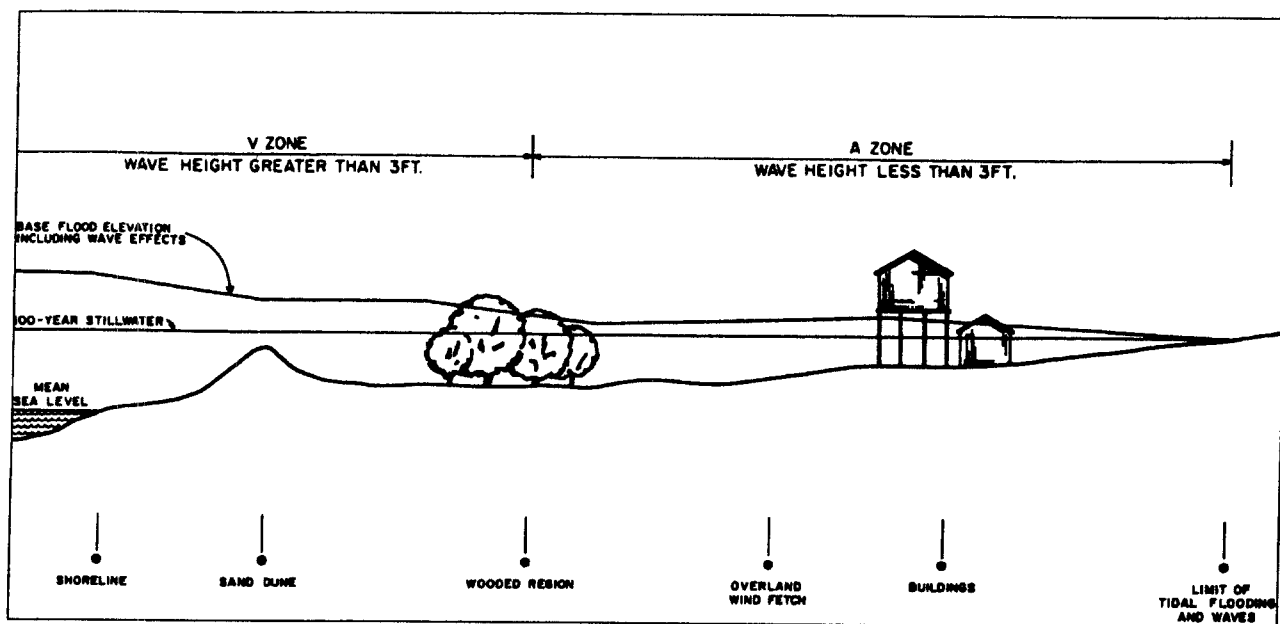 V ZONE
WAVE HEIGHT GREATER THAN 3FT.
A ZONE
WAVE HEIGHT LESS THAN 3FT.
BASE FLOOD ELEVATION
INCLUDING WAVE EFFECTS
100-YEAR STILLWATER
MEAN
SEA LEVEL
SHORELINE
SAND DUNE
WOODED REGION
OVERLAND
WIND FETCH
BUILDINGS
LIMIT OF
TIDAL FLOODING
AND WAVES